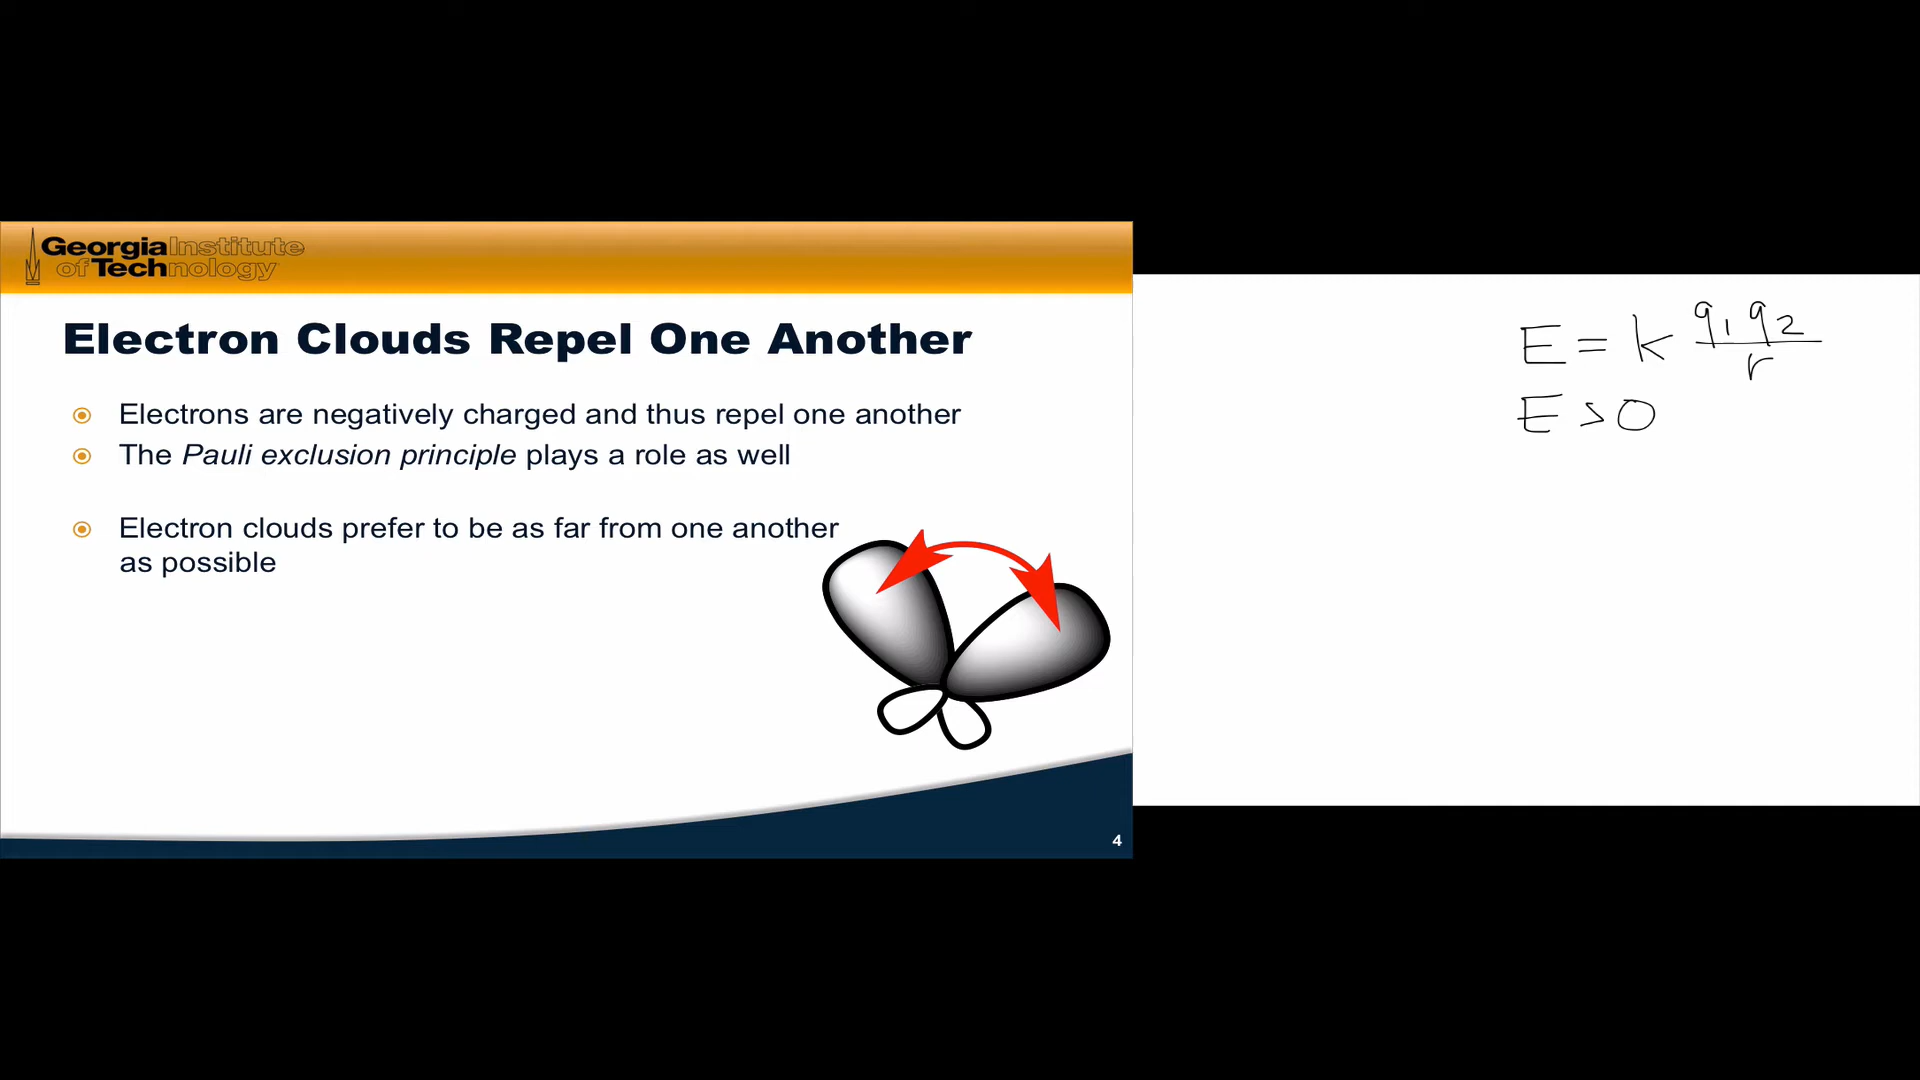 Georgia Institute
of Technology
Electron Clouds Repel One Another
Electrons are negatively charged and thus repel one another
The Pauli exclusion principle plays a role as well
Electron clouds prefer to be as far from one another
as possible
4
E = k q1q2/r
E > 0